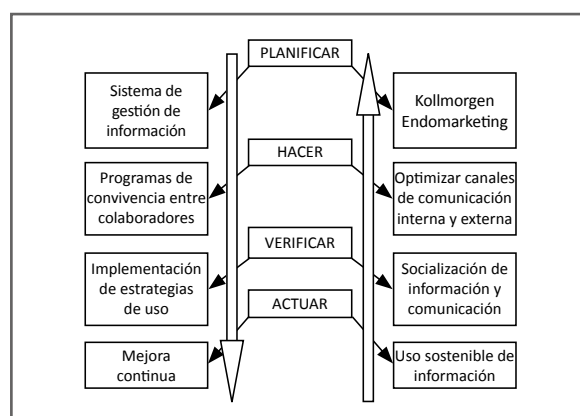 PLANIFICAR
Sistema de
gestión de
información
Kollmorgen
Endomarketing
HACER
Programas de
convivencia entre
colaboradores
Optimizar canales
de comunicación
interna y externa
VERIFICAR
Implementación
de estrategias
de uso
Socialización de
información y
comunicación
ACTUAR
Mejora
continua
Uso sostenible de
información